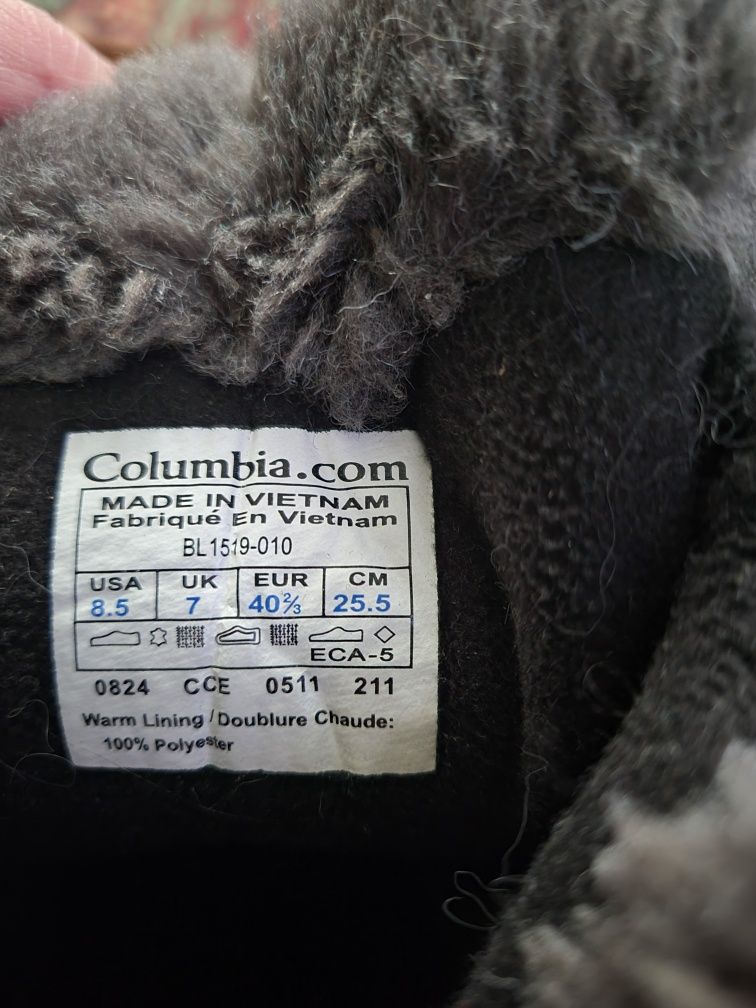 Columbia.com
MADE IN VIETNAM
Fabriqué En Vietnam
BL1519-010
USA UK EUR CM
8.5 7 40⅔ 25.5
ECA-5
0824 CCE 0511 211
Warm Lining/Doublure Chaude:
100% Polyester